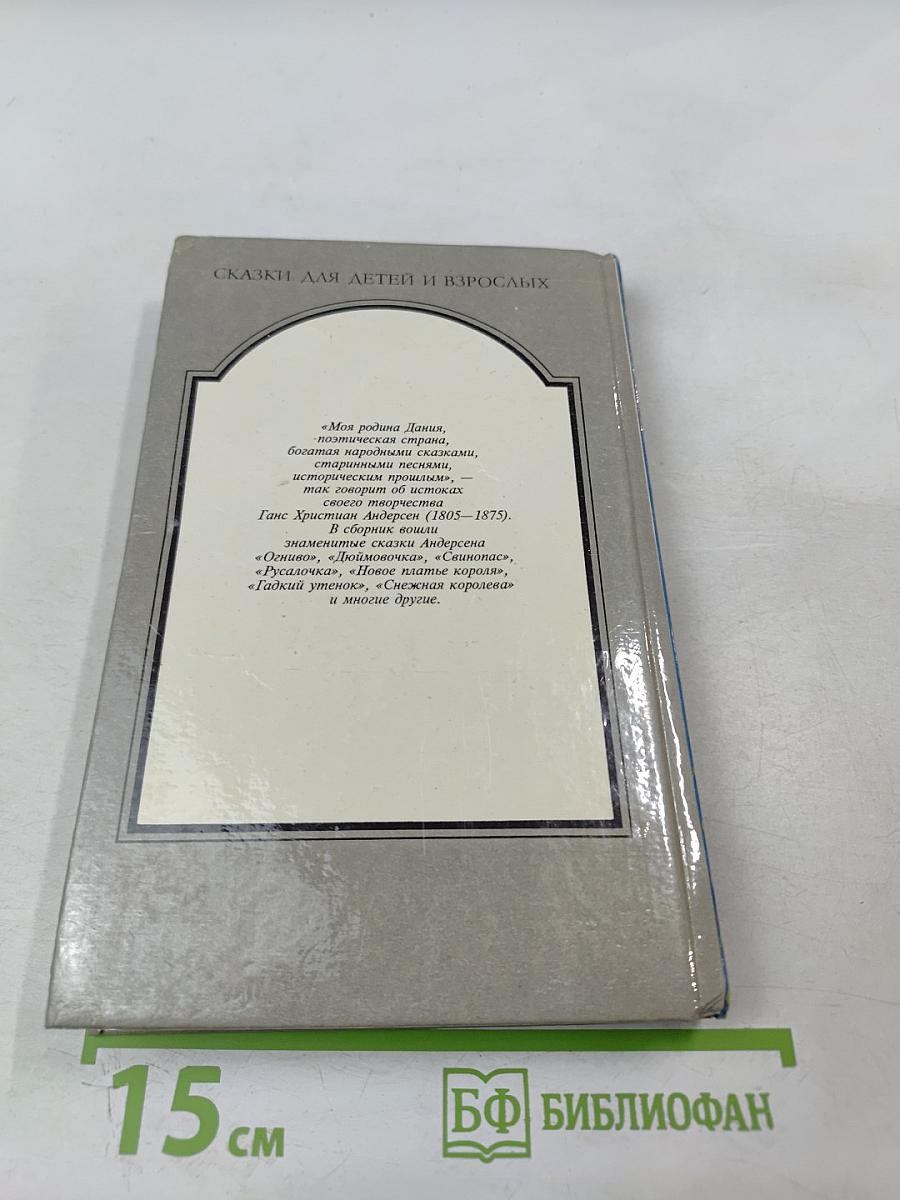 СКАЗКИ ДЛЯ ДЕТЕЙ И ВЗРОСЛЫХ
«Моя родина Дания,
поэтическая страна,
богатая народными сказками,
старинными песнями,
историческим прошлым», —
так говорит об истоках
своего творчества
Ганс Христиан Андерсен (1805—1875).
В сборник вошли
знаменитые сказки Андерсена
«Огниво», «Дюймовочка», «Свинопас»,
«Русалочка», «Новое платье короля»,
«Гадкий утенок», «Снежная королева»
и многие другие.
15 см
БФ БИБЛИОФАН